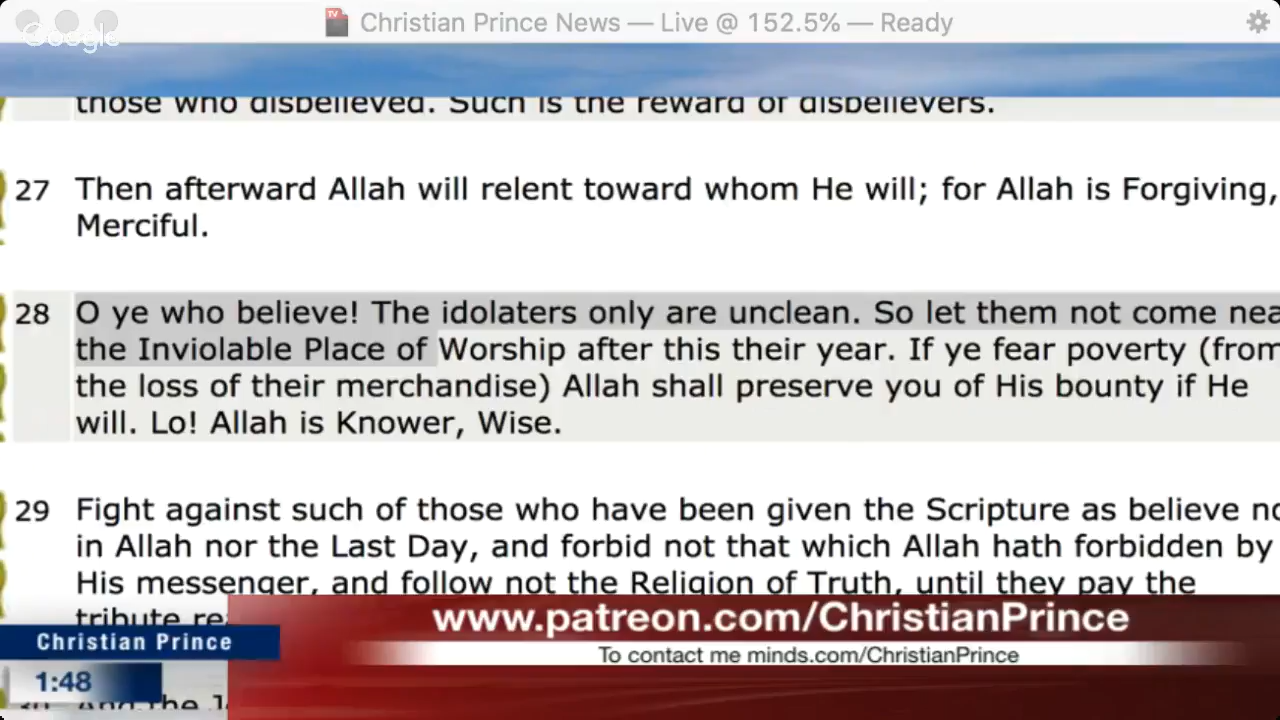 Christian Prince News — Live @ 152.5% — Ready
Google
those who disbelieved. Such is the reward of disbelievers.
27 Then afterward Allah will relent toward whom He will; for Allah is Forgiving,
Merciful.
28 O ye who believe! The idolaters only are unclean. So let them not come nea
the Inviolable Place of Worship after this their year. If ye fear poverty (from
the loss of their merchandise) Allah shall preserve you of His bounty if He
will. Lo! Allah is Knower, Wise.
29 Fight against such of those who have been given the Scripture as believe no
in Allah nor the Last Day, and forbid not that which Allah hath forbidden by
His messenger, and follow not the Religion of Truth, until they pay the
tribute re
www.patreon.com/ChristianPrince
Christian Prince
To contact me minds.com/ChristianPrince
1:48
30 And the J